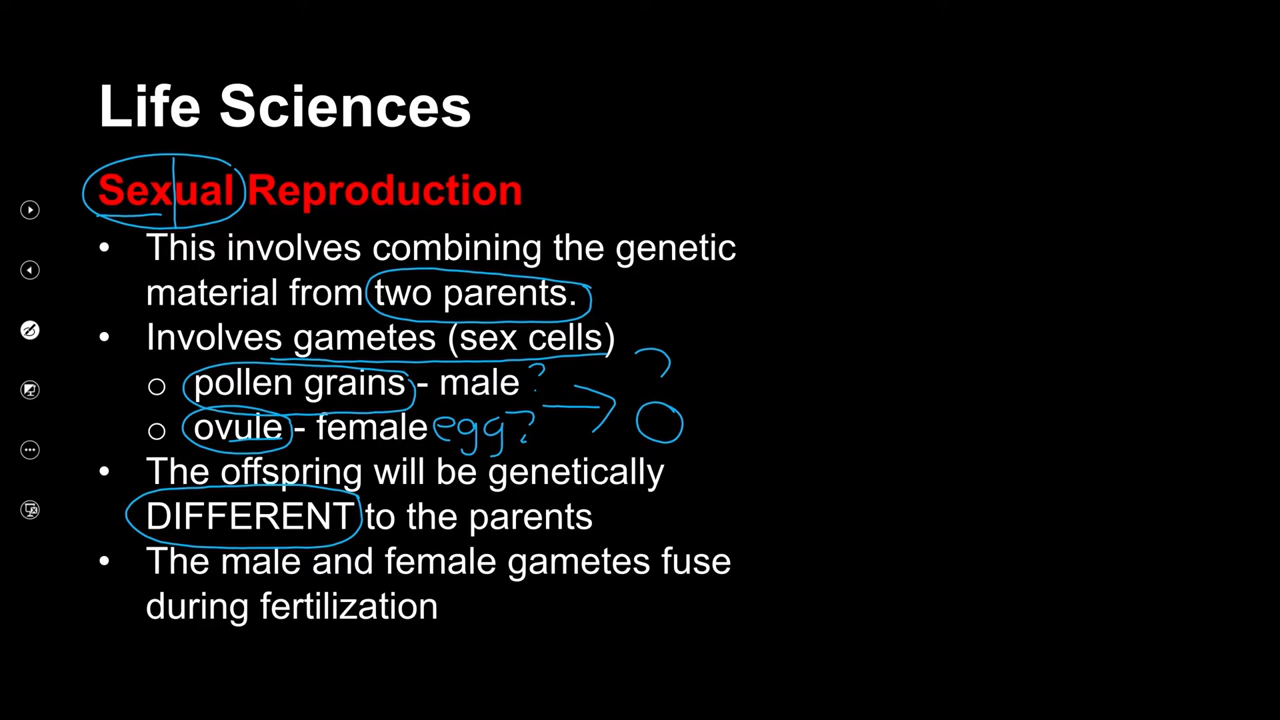 Life Sciences
Sexual Reproduction
• This involves combining the genetic
material from two parents.
• Involves gametes (sex cells)
o pollen grains - male ?
o ovule - female egg? → O ?
• The offspring will be genetically
DIFFERENT to the parents
• The male and female gametes fuse
during fertilization